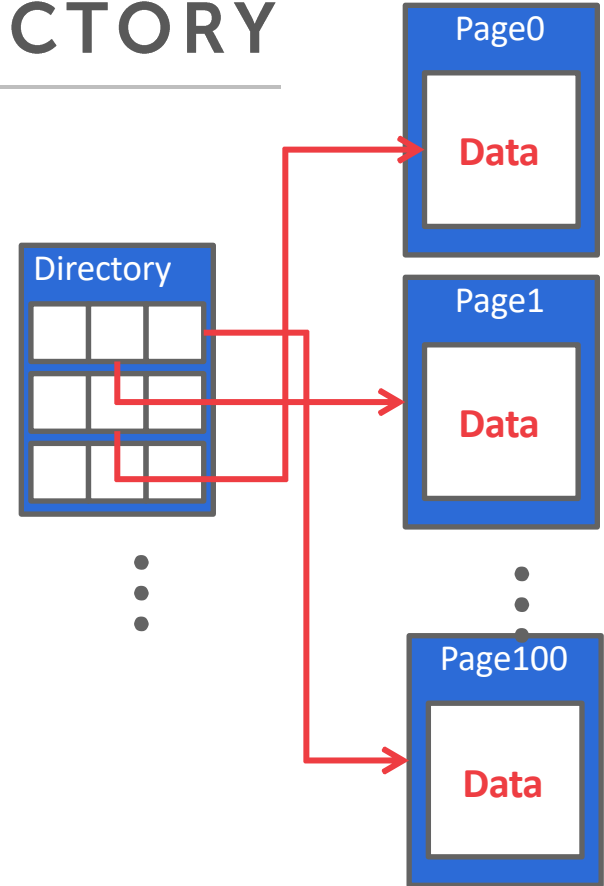 CTORY
Page0
Data
Directory
Page1
Data
Page100
Data